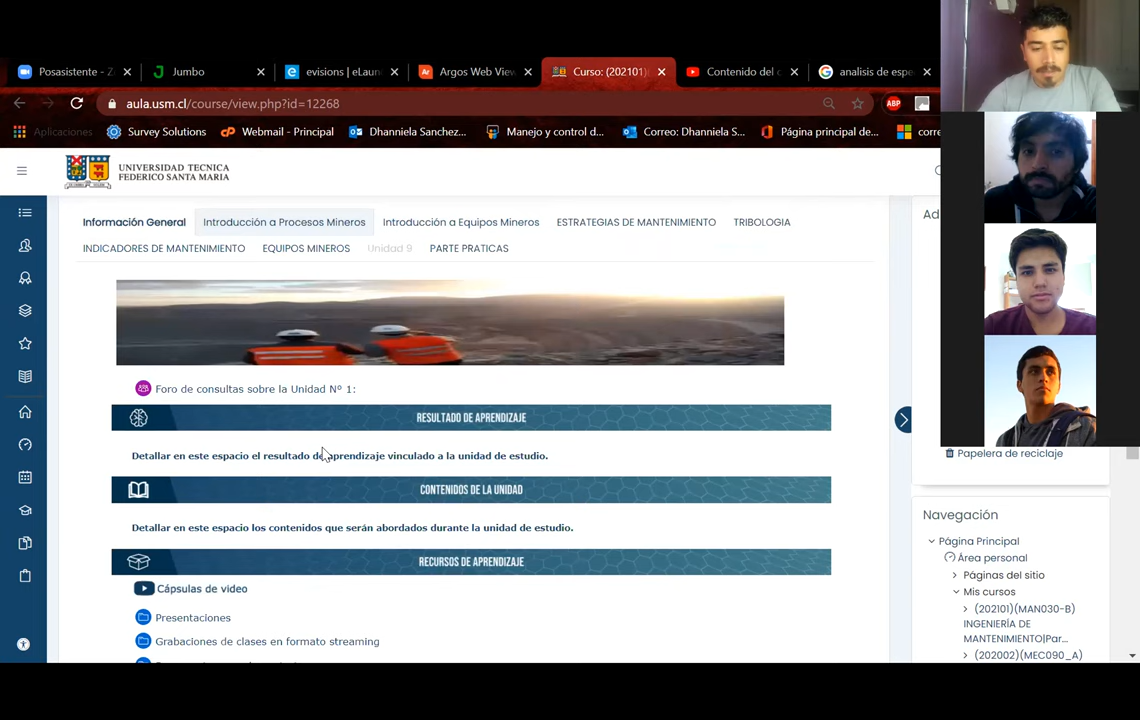 Posasistente - Z
Jumbo
evisions | eLaun
Argos Web View
Curso: (202101)(
Contenido del c
analisis de espe
aula.usm.cl/course/view.php?id=12268
ABP
Aplicaciones
Survey Solutions
Webmail - Principal
Dhanniela Sanchez...
Manejo y control d...
Correo: Dhanniela S...
Página principal de...
corre
UNIVERSIDAD TECNICA
FEDERICO SANTA MARIA
Información General
Introducción a Procesos Mineros
Introducción a Equipos Mineros
ESTRATEGIAS DE MANTENIMIENTO
TRIBOLOGIA
Ad
INDICADORES DE MANTENIMIENTO
EQUIPOS MINEROS
Unidad 9
PARTE PRATICAS
Foro de consultas sobre la Unidad Nº 1:
RESULTADO DE APRENDIZAJE
Detallar en este espacio el resultado de aprendizaje vinculado a la unidad de estudio.
CONTENIDOS DE LA UNIDAD
Detallar en este espacio los contenidos que serán abordados durante la unidad de estudio.
RECURSOS DE APRENDIZAJE
Cápsulas de video
Presentaciones
Grabaciones de clases en formato streaming
Papelera de reciclaje
Navegación
Página Principal
Área personal
Páginas del sitio
Mis cursos
(202101)(MAN030-B)
INGENIERÍA DE
MANTENIMIENTO|Par...
(202002)(MEC090_A)